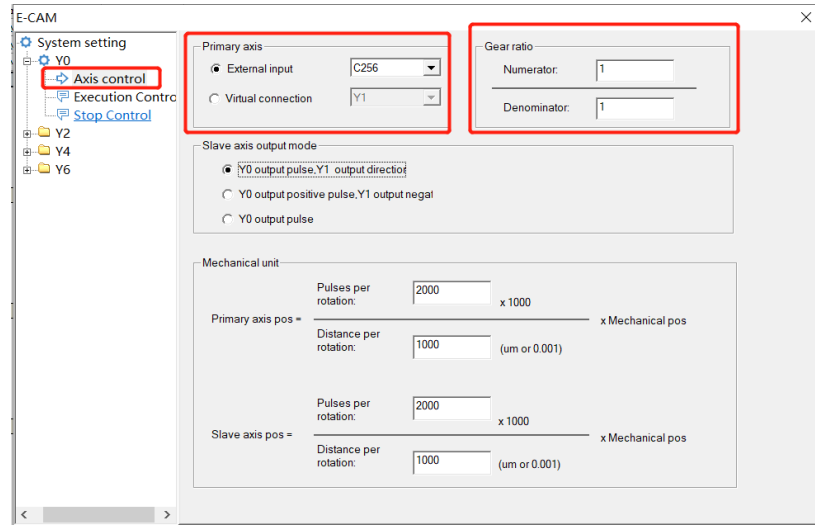 E-CAM
System setting
Y0
Axis control
Execution Contro
Stop Control
Y2
Y4
Y6
Primary axis
External input
C256
Virtual connection
Y1
Gear ratio
Numerator:
1
Denominator:
1
Slave axis output mode
Y0 output pulse,Y1 output direction
Y0 output positive pulse,Y1 output negat
Y0 output pulse
Mechanical unit
Pulses per
rotation:
2000
x 1000
Primary axis pos =
x Mechanical pos
Distance per
rotation:
1000
(um or 0.001)
Pulses per
rotation:
2000
x 1000
Slave axis pos =
x Mechanical pos
Distance per
rotation:
1000
(um or 0.001)